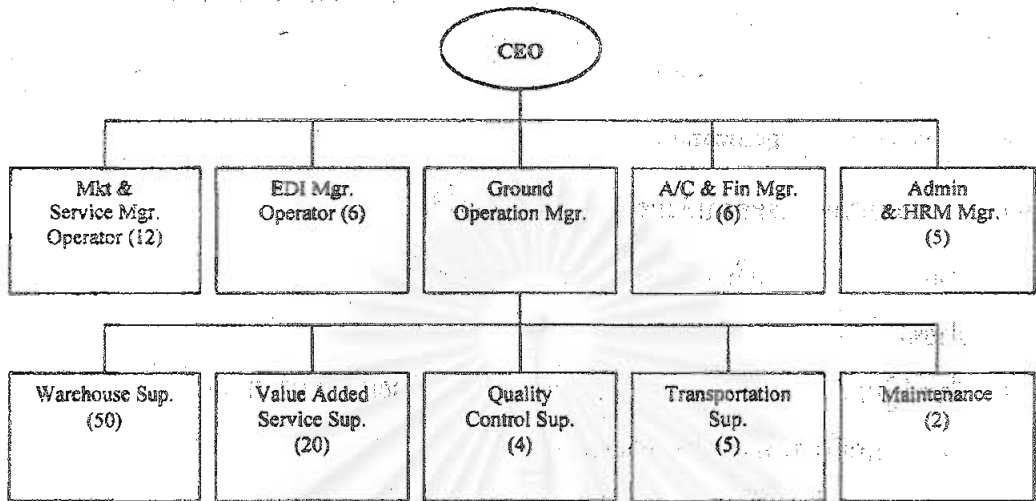 CEO
Mkt &
Service Mgr.
Operator (12)
EDI Mgr.
Operator (6)
Ground
Operation Mgr.
A/C & Fin Mgr.
(6)
Admin
& HRM Mgr.
(5)
Warehouse Sup.
(50)
Value Added
Service Sup.
(20)
Quality
Control Sup.
(4)
Transportation
Sup.
(5)
Maintenance
(2)